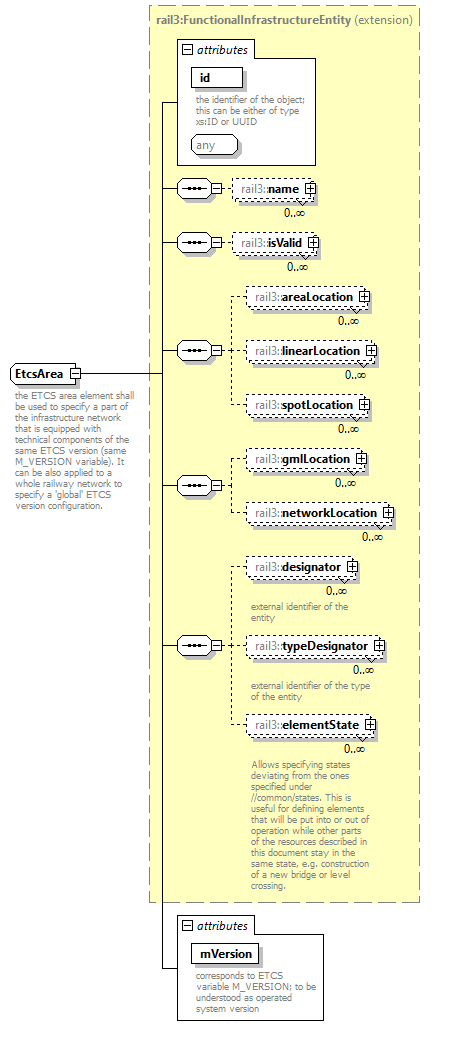 rail3:FunctionalInfrastructureEntity (extension)
attributes
id
the identifier of the object;
this can be either of type
xs:ID or UUID
any
rail3:name
0..∞
rail3:isValid
0..∞
rail3:areaLocation
0..∞
rail3:linearLocation
0..∞
EtcsArea
the ETCS area element shall
be used to specify a part of
the infrastructure network
that is equipped with
technical components of the
same ETCS version (same
M_VERSION variable). It
can be also applied to a
whole railway network to
specify a 'global' ETCS
version configuration.
rail3:spotLocation
0..∞
rail3:gmlLocation
0..∞
rail3:networkLocation
0..∞
rail3:designator
0..∞
external identifier of the
entity
rail3:typeDesignator
0..∞
external identifier of the type
of the entity
rail3:elementState
0..∞
Allows specifying states
deviating from the ones
specified under
//common/states. This is
useful for defining elements
that will be put into or out of
operation while other parts
of the resources described in
this document stay in the
same state, e.g. construction
of a new bridge or level
crossing.
attributes
mVersion
corresponds to ETCS
variable M_VERSION; to be
understood as operated
system version